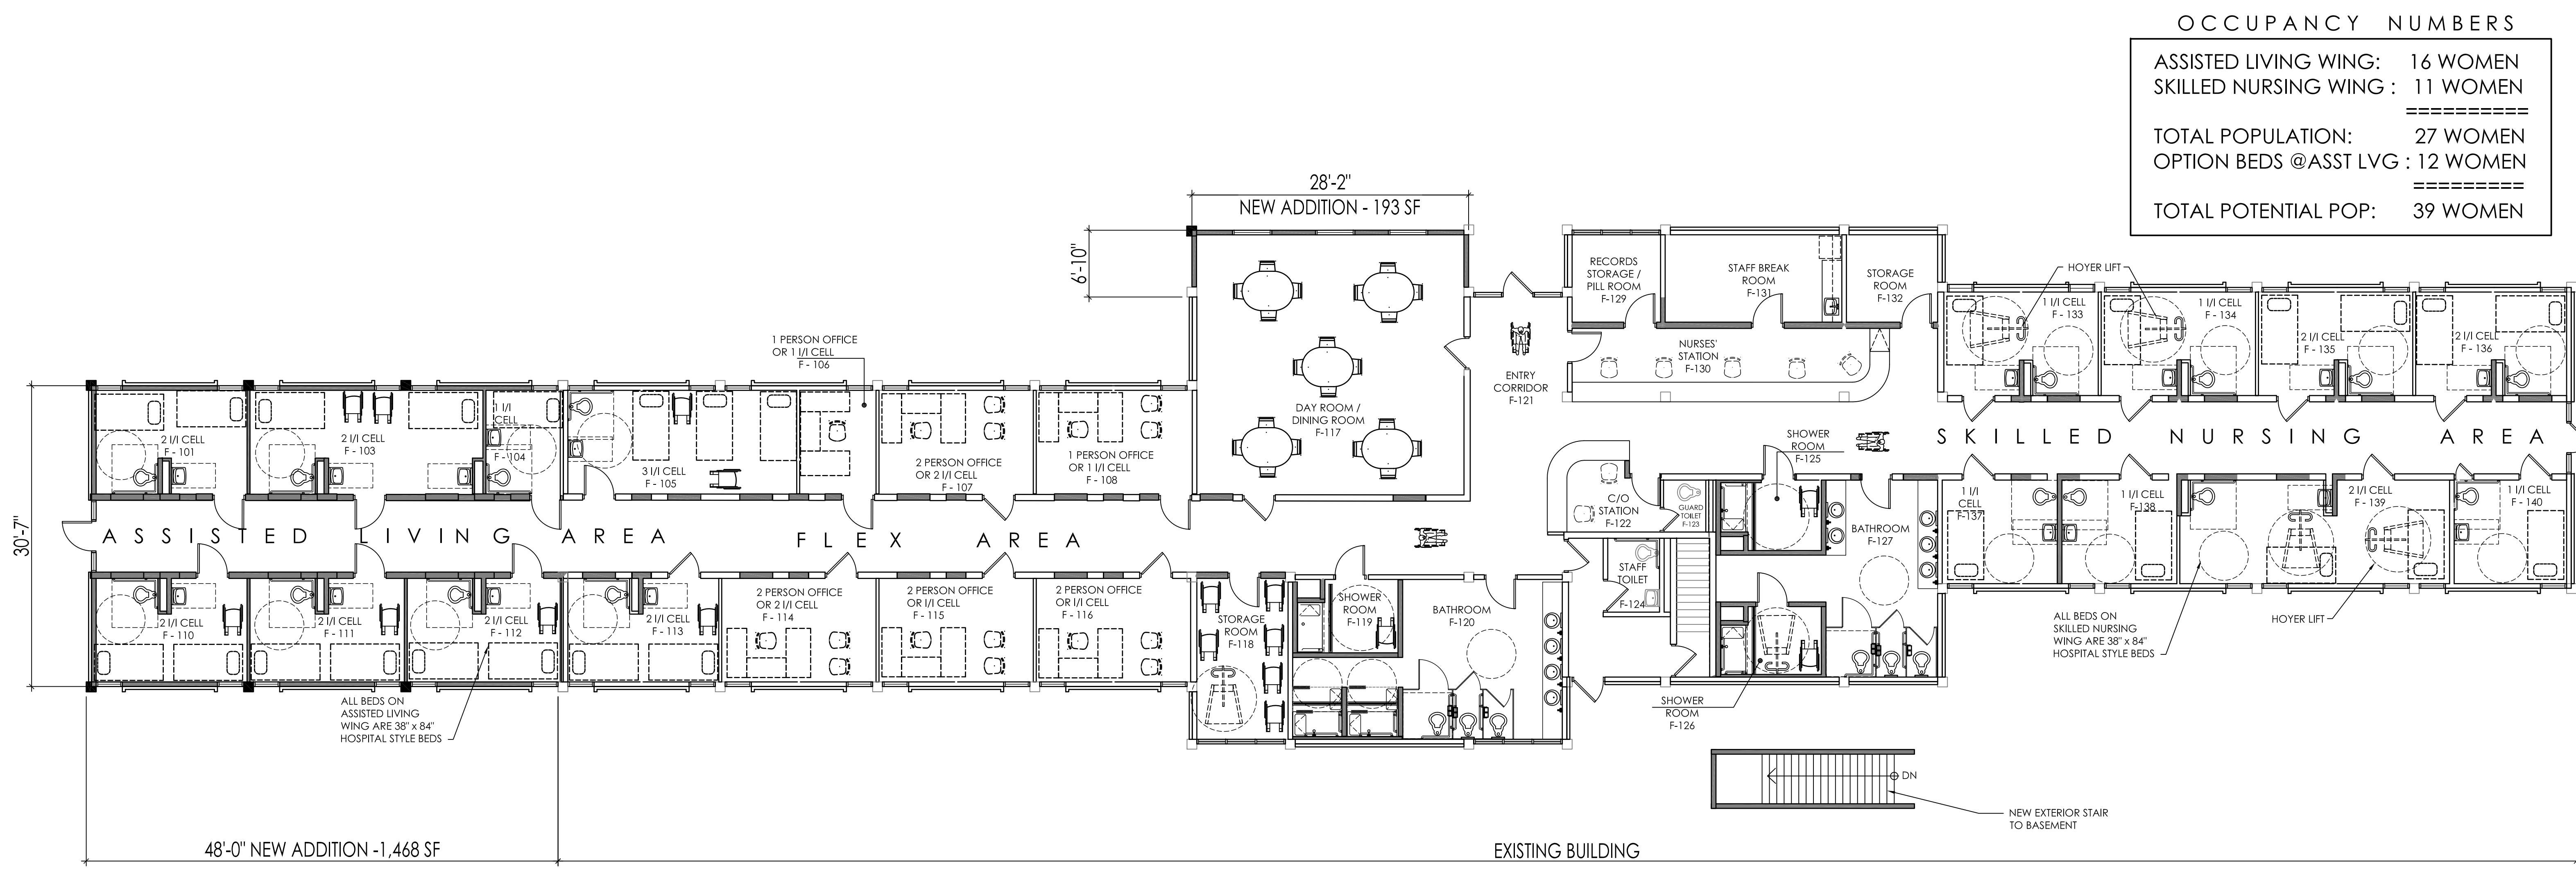 OCCUPANCY NUMBERS
ASSISTED LIVING WING: 16 WOMEN
SKILLED NURSING WING : 11 WOMEN
==========
TOTAL POPULATION: 27 WOMEN
OPTION BEDS @ASST LVG : 12 WOMEN
=========
TOTAL POTENTIAL POP: 39 WOMEN
28'-2"
NEW ADDITION - 193 SF
6'-10"
30'-7"
1 PERSON OFFICE
OR 1 I/I CELL
F - 106
RECORDS
STORAGE /
PILL ROOM
F-129
STAFF BREAK
ROOM
F-131
STORAGE
ROOM
F-132
HOYER LIFT
1 I/I CELL
F - 133
1 I/I CELL
F - 134
2 I/I CELL
F - 135
2 I/I CELL
F - 136
NURSES'
STATION
F-130
ENTRY
CORRIDOR
F-121
DAY ROOM /
DINING ROOM
F-117
2 I/I CELL
F - 101
2 I/I CELL
F - 103
1 I/I
CELL
F - 104
3 I/I CELL
F - 105
2 PERSON OFFICE
OR 2 I/I CELL
F - 107
1 PERSON OFFICE
OR 1 I/I CELL
F - 108
SHOWER
ROOM
F-125
SKILLED NURSING AREA
C/O
STATION
F-122
GUARD
TOILET
F-123
BATHROOM
F-127
1 I/I
CELL
F-137
1 I/I CELL
F-138
2 I/I CELL
F - 139
1 I/I CELL
F - 140
ASSISTED LIVING AREA
FLEX AREA
STAFF
TOILET
F-124
2 I/I CELL
F - 110
2 I/I CELL
F - 111
2 I/I CELL
F - 112
2 I/I CELL
F - 113
2 PERSON OFFICE
OR 2 I/I CELL
F - 114
2 PERSON OFFICE
OR I/I CELL
F - 115
2 PERSON OFFICE
OR I/I CELL
F - 116
STORAGE
ROOM
F-118
SHOWER
ROOM
F-119
BATHROOM
F-120
ALL BEDS ON
SKILLED NURSING
WING ARE 38" x 84"
HOSPITAL STYLE BEDS
HOYER LIFT
ALL BEDS ON
ASSISTED LIVING
WING ARE 38" x 84"
HOSPITAL STYLE BEDS
SHOWER
ROOM
F-126
DN
NEW EXTERIOR STAIR
TO BASEMENT
48'-0" NEW ADDITION -1,468 SF
EXISTING BUILDING